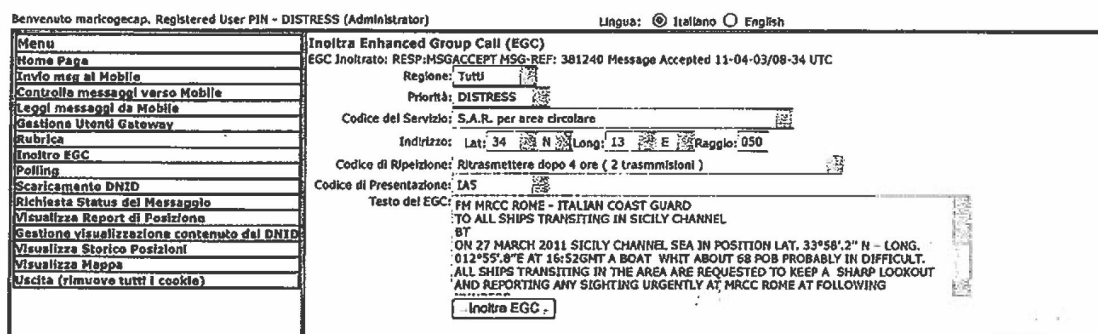 Benvenuto maricogecap. Registered User PIN - DISTRESS (Administrator)
Lingua: Italiano English
Menu
Home Page
Invio msg al Mobile
Controlla messaggi verso Mobile
Leggi messaggi da Mobile
Gestione Utenti Gateway
Rubrica
Inoltro EGC
Polling
Scaricamento DNID
Richiesta Status del Messaggio
Visualizza Report di Posizione
Gestione visualizzazione contenuto del DNID
Visualizza Storico Posizioni
Visualizza Mappa
Uscita (rimuove tutti i cookie)
Inoltra Enhanced Group Call (EGC)
EGC Inoltrato: RESP:MSGACCEPT MSG-REF: 381240 Message Accepted 11-04-03/08-34 UTC
Regione: Tutti
Priorità: DISTRESS
Codice del Servizio: S.A.R. per area circolare
Indirizzo: Lat: 34 N Long: 13 E Raggio: 050
Codice di Ripetzione: Ritrasmettere dopo 4 ore ( 2 trasmmisioni )
Codice di Presentazione: IA5
Testo del EGC: FM MRCC ROME - ITALIAN COAST GUARD
TO ALL SHIPS TRANSITING IN SICILY CHANNEL
BT
ON 27 MARCH 2011 SICILY CHANNEL SEA IN POSITION LAT. 33°58'.2" N – LONG.
012°55'.8"E AT 16:52GMT A BOAT WHIT ABOUT 68 POB PROBABLY IN DIFFICULT.
ALL SHIPS TRANSITING IN THE AREA ARE REQUESTED TO KEEP A SHARP LOOKOUT
AND REPORTING ANY SIGHTING URGENTLY AT MRCC ROME AT FOLLOWING
Inoltra EGC